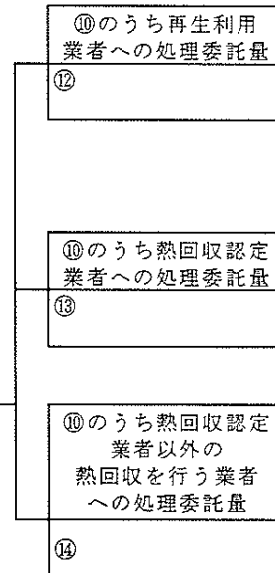 ⑩のうち再生利用
業者への処理委託量
⑫
⑩のうち熱回収認定
業者への処理委託量
⑬
⑩のうち熱回収認定
業者以外の
熱回収を行う業者
への処理委託量
⑭